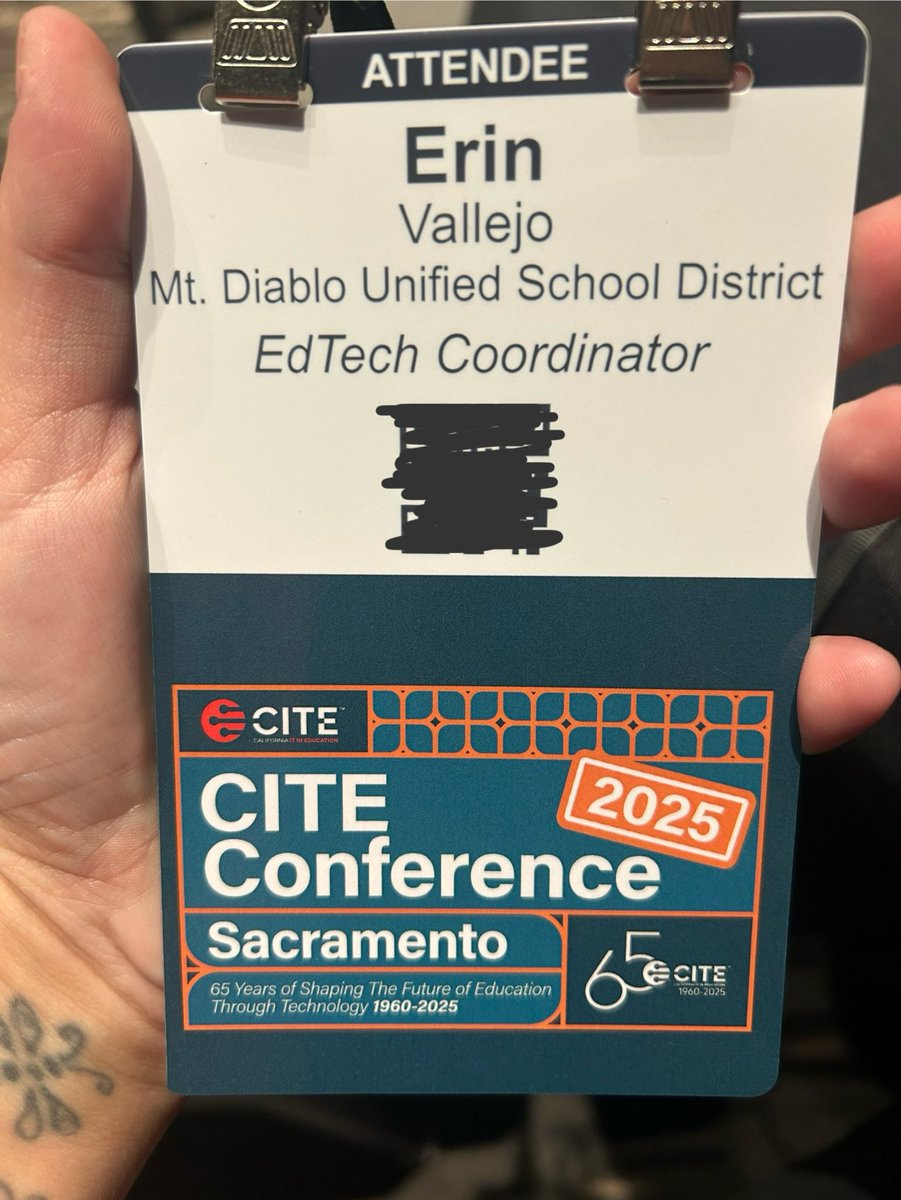 ATTENDEE
Erin
Vallejo
Mt. Diablo Unified School District
EdTech Coordinator
CITE™
CALIFORNIA IT IN EDUCATION
2025
CITE
Conference
Sacramento
65 Years of Shaping The Future of Education
Through Technology 1960-2025
65
CITE
1960-2025